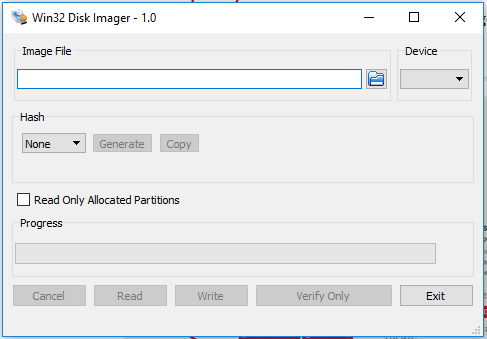 Win32 Disk Imager - 1.0
Image File
Device
Hash
None
Generate
Copy
Read Only Allocated Partitions
Progress
Cancel
Read
Write
Verify Only
Exit